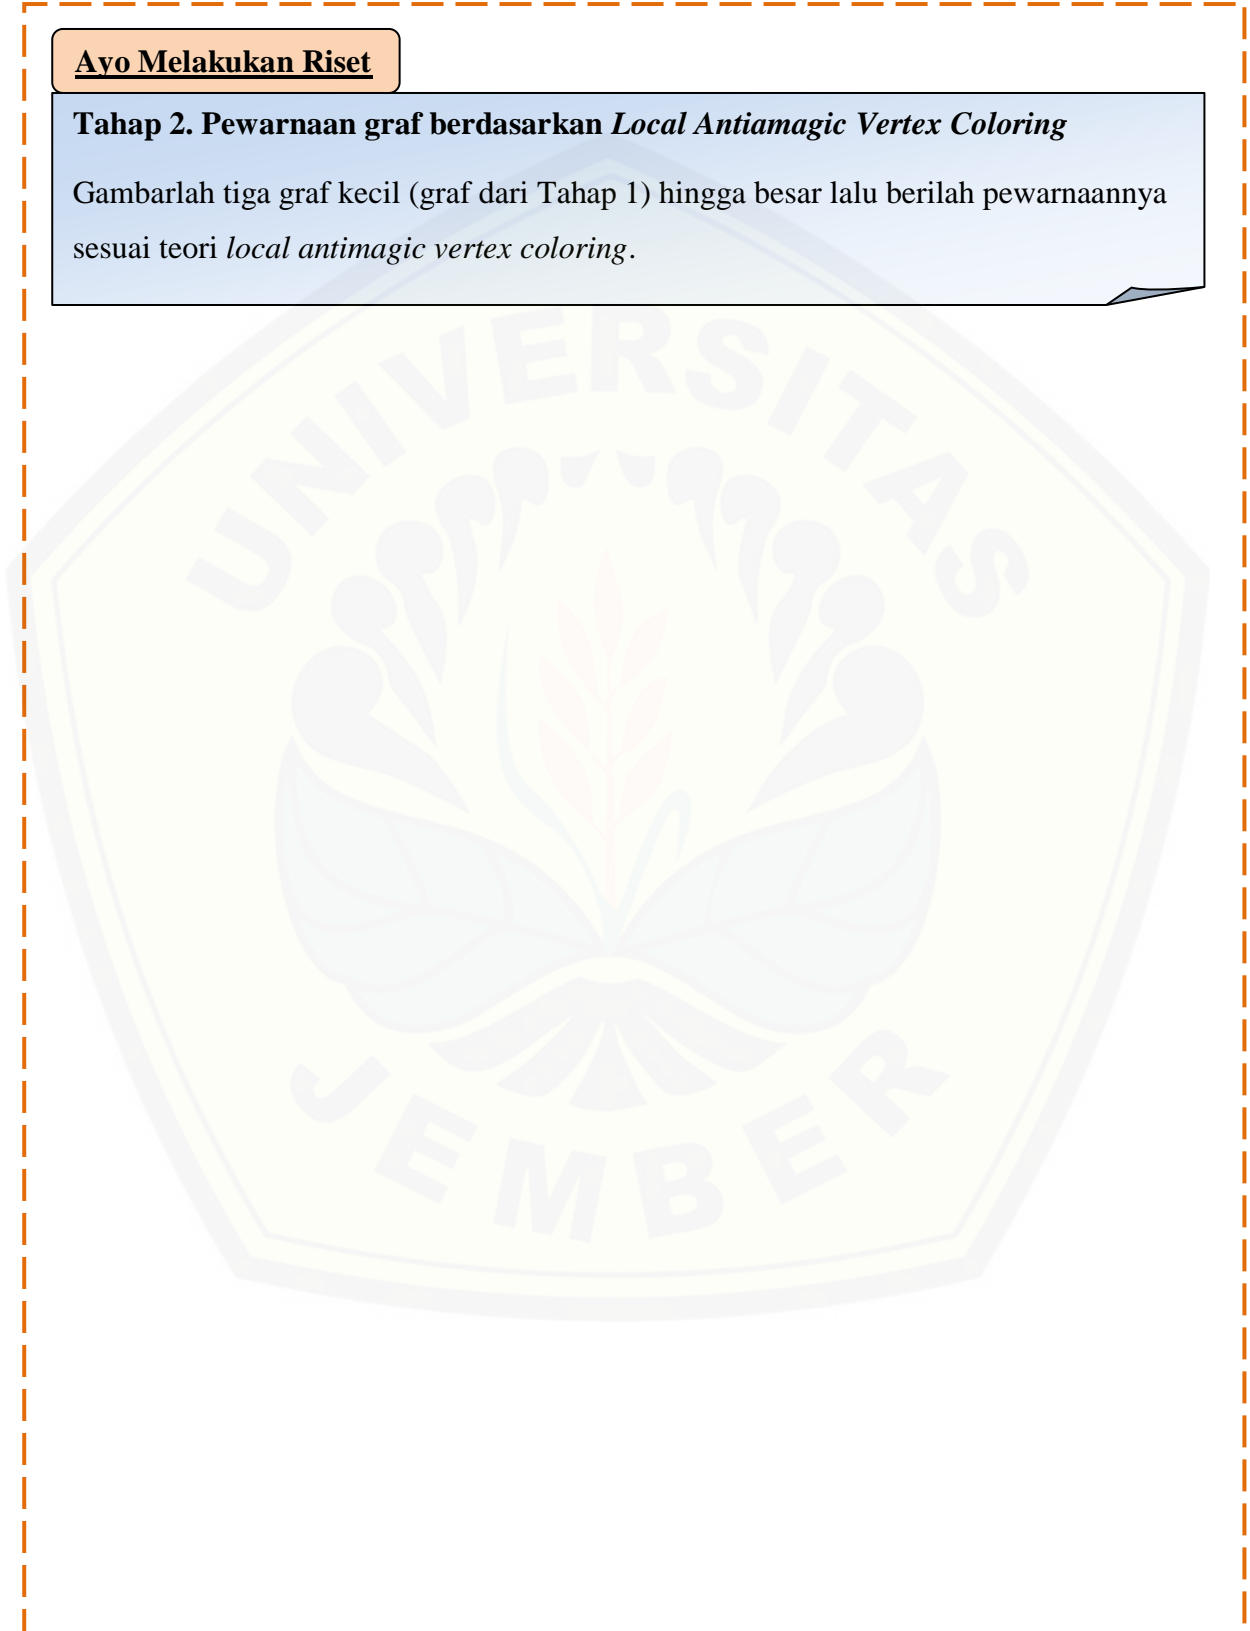 Ayo Melakukan Riset
Tahap 2. Pewarnaan graf berdasarkan Local Antiamagic Vertex Coloring
Gambarlah tiga graf kecil (graf dari Tahap 1) hingga besar lalu berilah pewarnaannya
sesuai teori local antimagic vertex coloring.
UNIVERSITAS
JEMBER